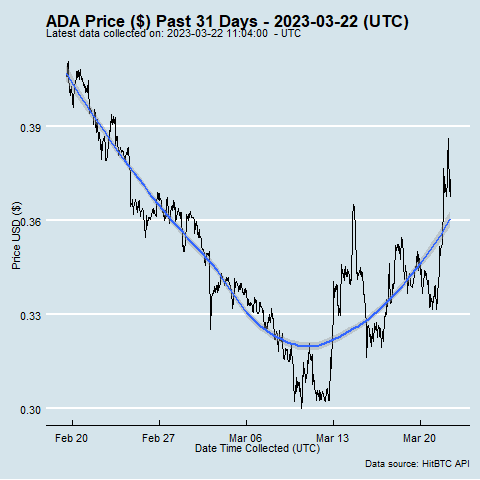 ADA Price ($) Past 31 Days - 2023-03-22 (UTC)
Latest data collected on: 2023-03-22 11:04:00  - UTC
0.39
0.36
0.33
0.30
Price USD ($)
Feb 20
Feb 27
Mar 06
Mar 13
Mar 20
Date Time Collected (UTC)
Data source: HitBTC API